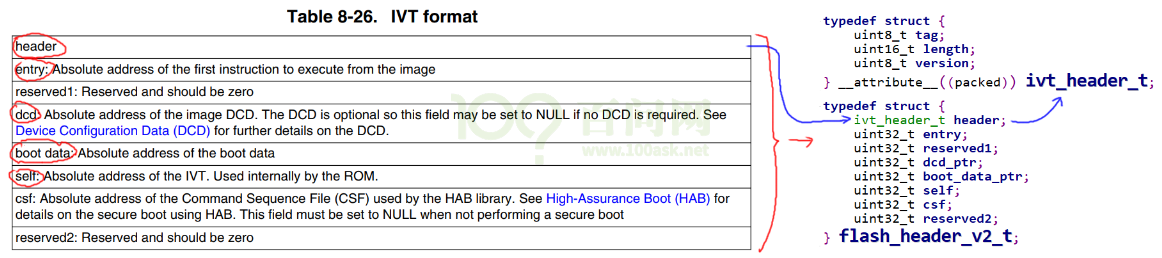 Table 8-26. IVT format
header
entry: Absolute address of the first instruction to execute from the image
reserved1: Reserved and should be zero
dcd: Absolute address of the image DCD. The DCD is optional so this field may be set to NULL if no DCD is required. See
Device Configuration Data (DCD) for further details on the DCD.
boot data: Absolute address of the boot data
self: Absolute address of the IVT. Used internally by the ROM.
csf: Absolute address of the Command Sequence File (CSF) used by the HAB library. See High-Assurance Boot (HAB) for
details on the secure boot using HAB. This field must be set to NULL when not performing a secure boot
reserved2: Reserved and should be zero
百问网
www.100ask.net
typedef struct {
uint8_t tag;
uint16_t length;
uint8_t version;
} __attribute__((packed)) ivt_header_t;
typedef struct {
ivt_header_t header;
uint32_t entry;
uint32_t reserved1;
uint32_t dcd_ptr;
uint32_t boot_data_ptr;
uint32_t self;
uint32_t csf;
uint32_t reserved2;
} flash_header_v2_t;